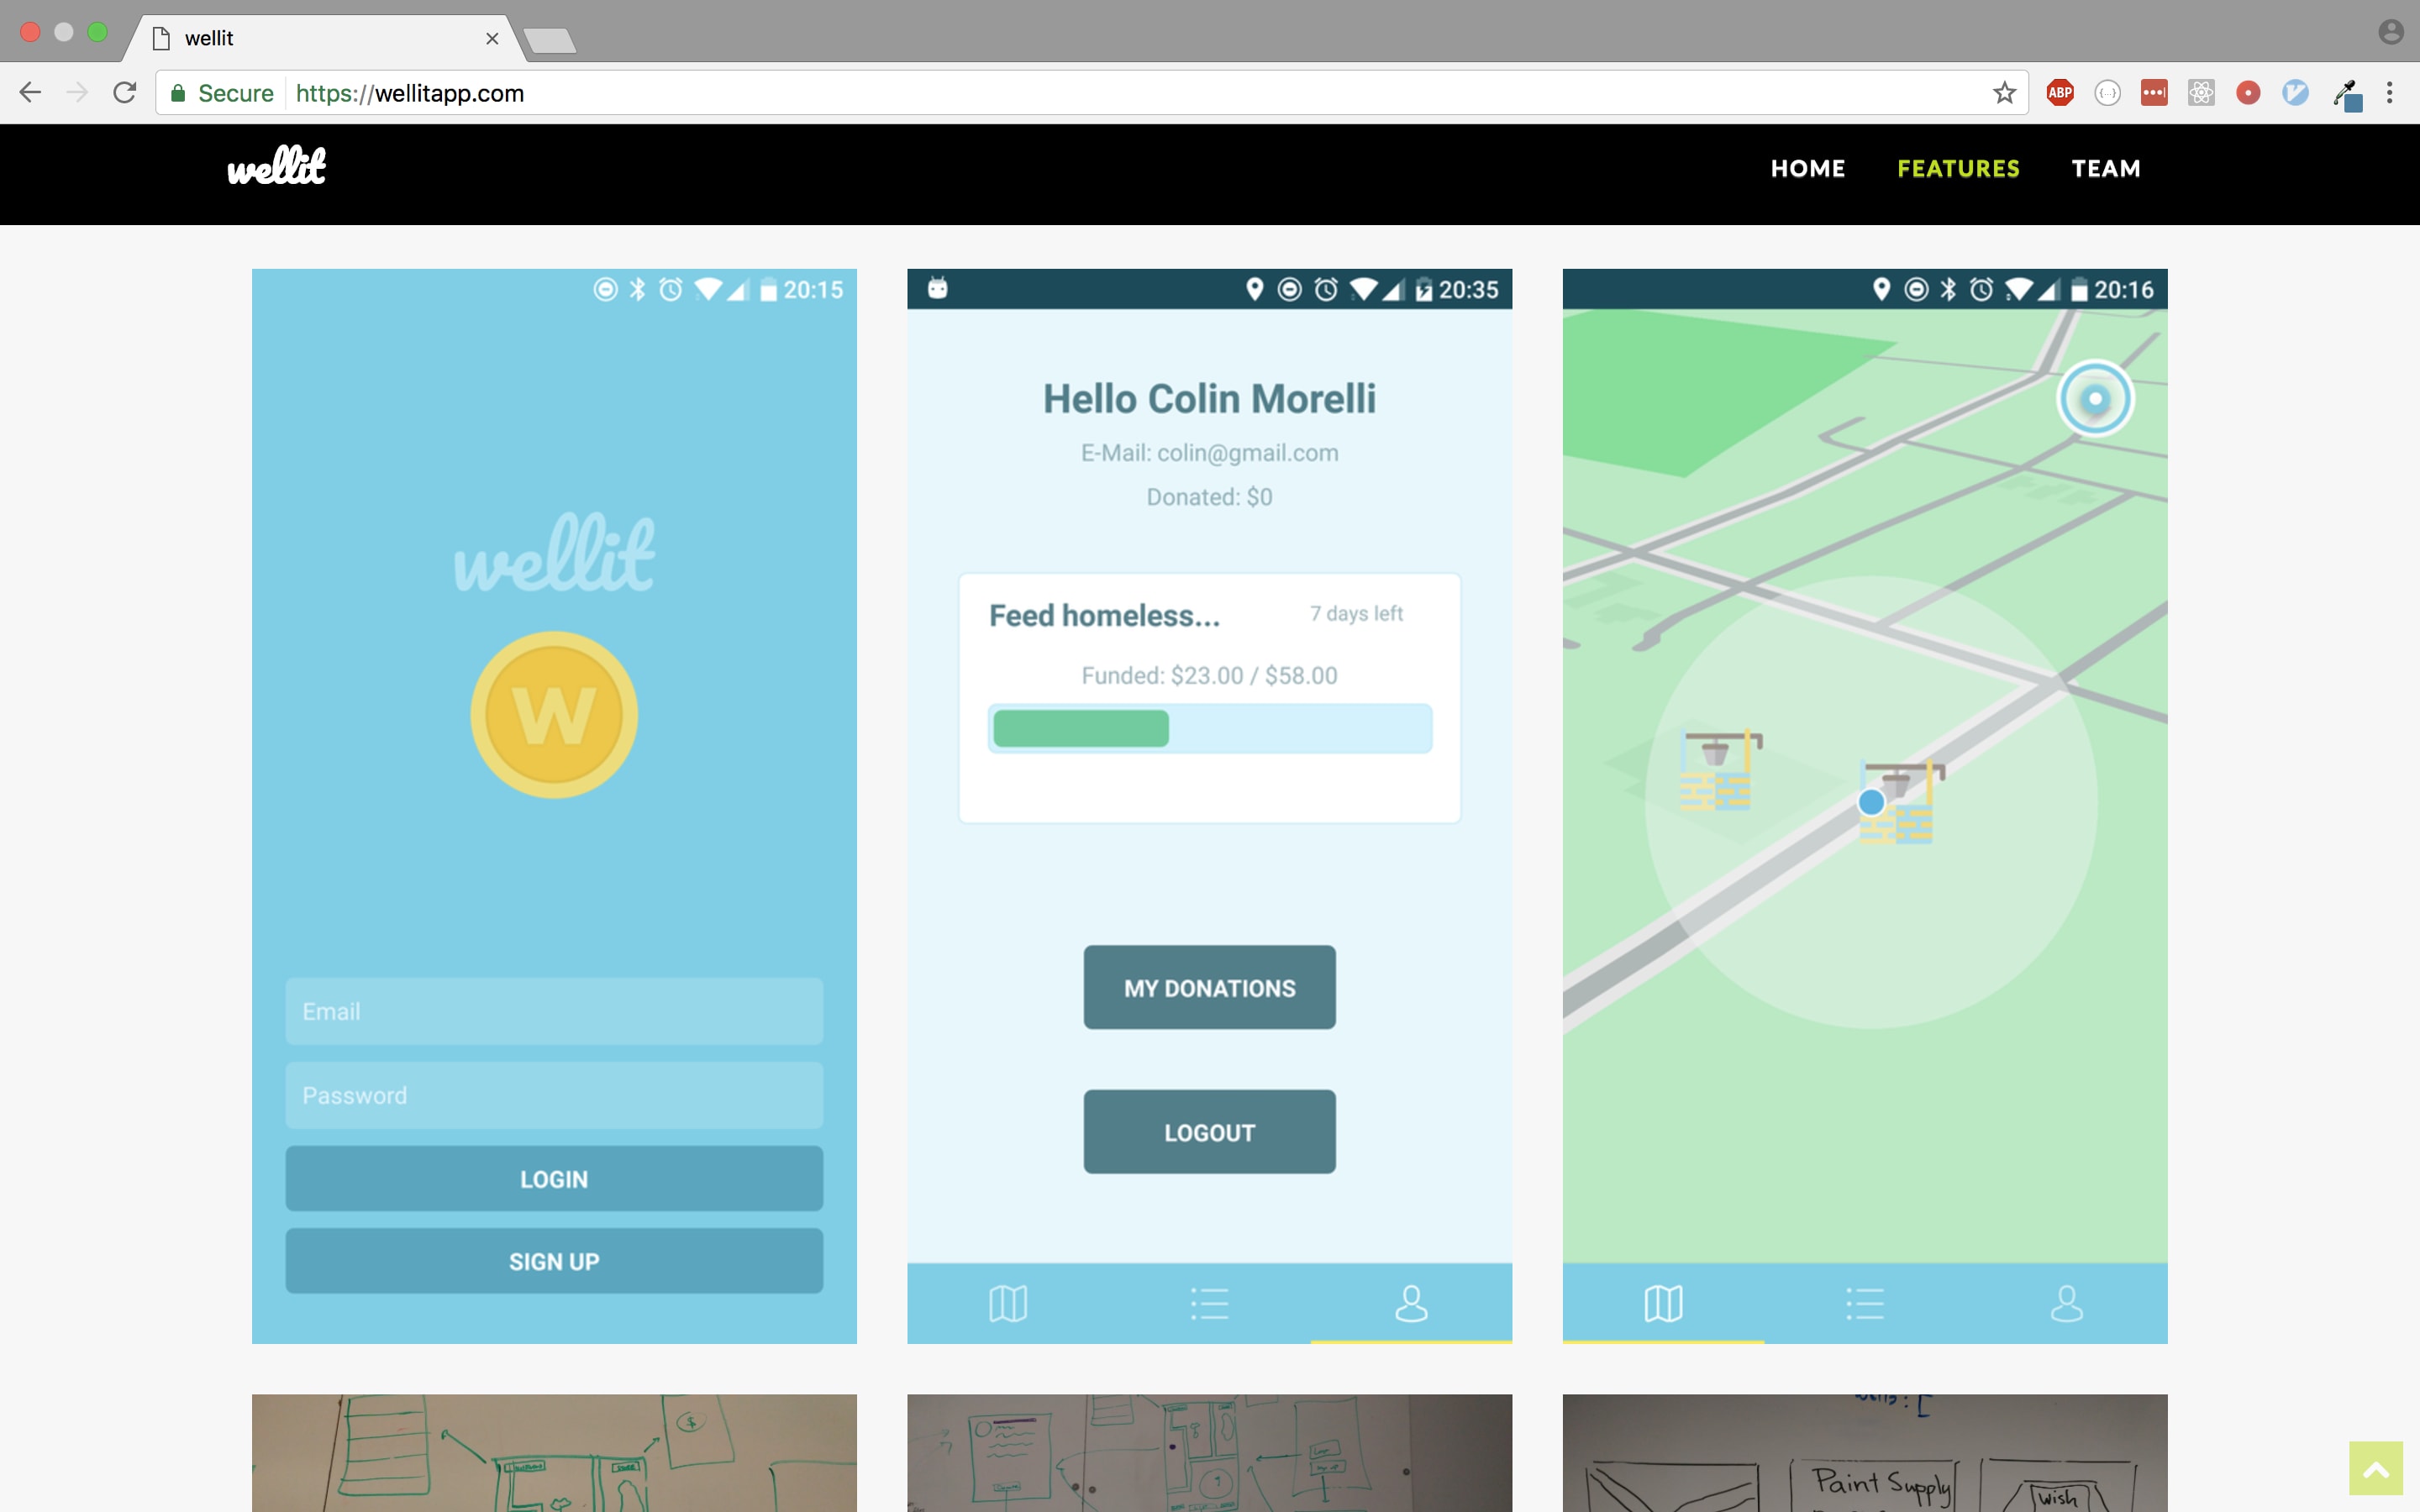 wellit
Secure https://wellitapp.com
ABP
wellit
HOME FEATURES TEAM
20:15
wellit
W
Email
Password
LOGIN
SIGN UP
20:35
Hello Colin Morelli
E-Mail: colin@gmail.com
Donated: $0
Feed homeless... 7 days left
Funded: $23.00 / $58.00
MY DONATIONS
LOGOUT
20:16
$
Paint Supply
Wish